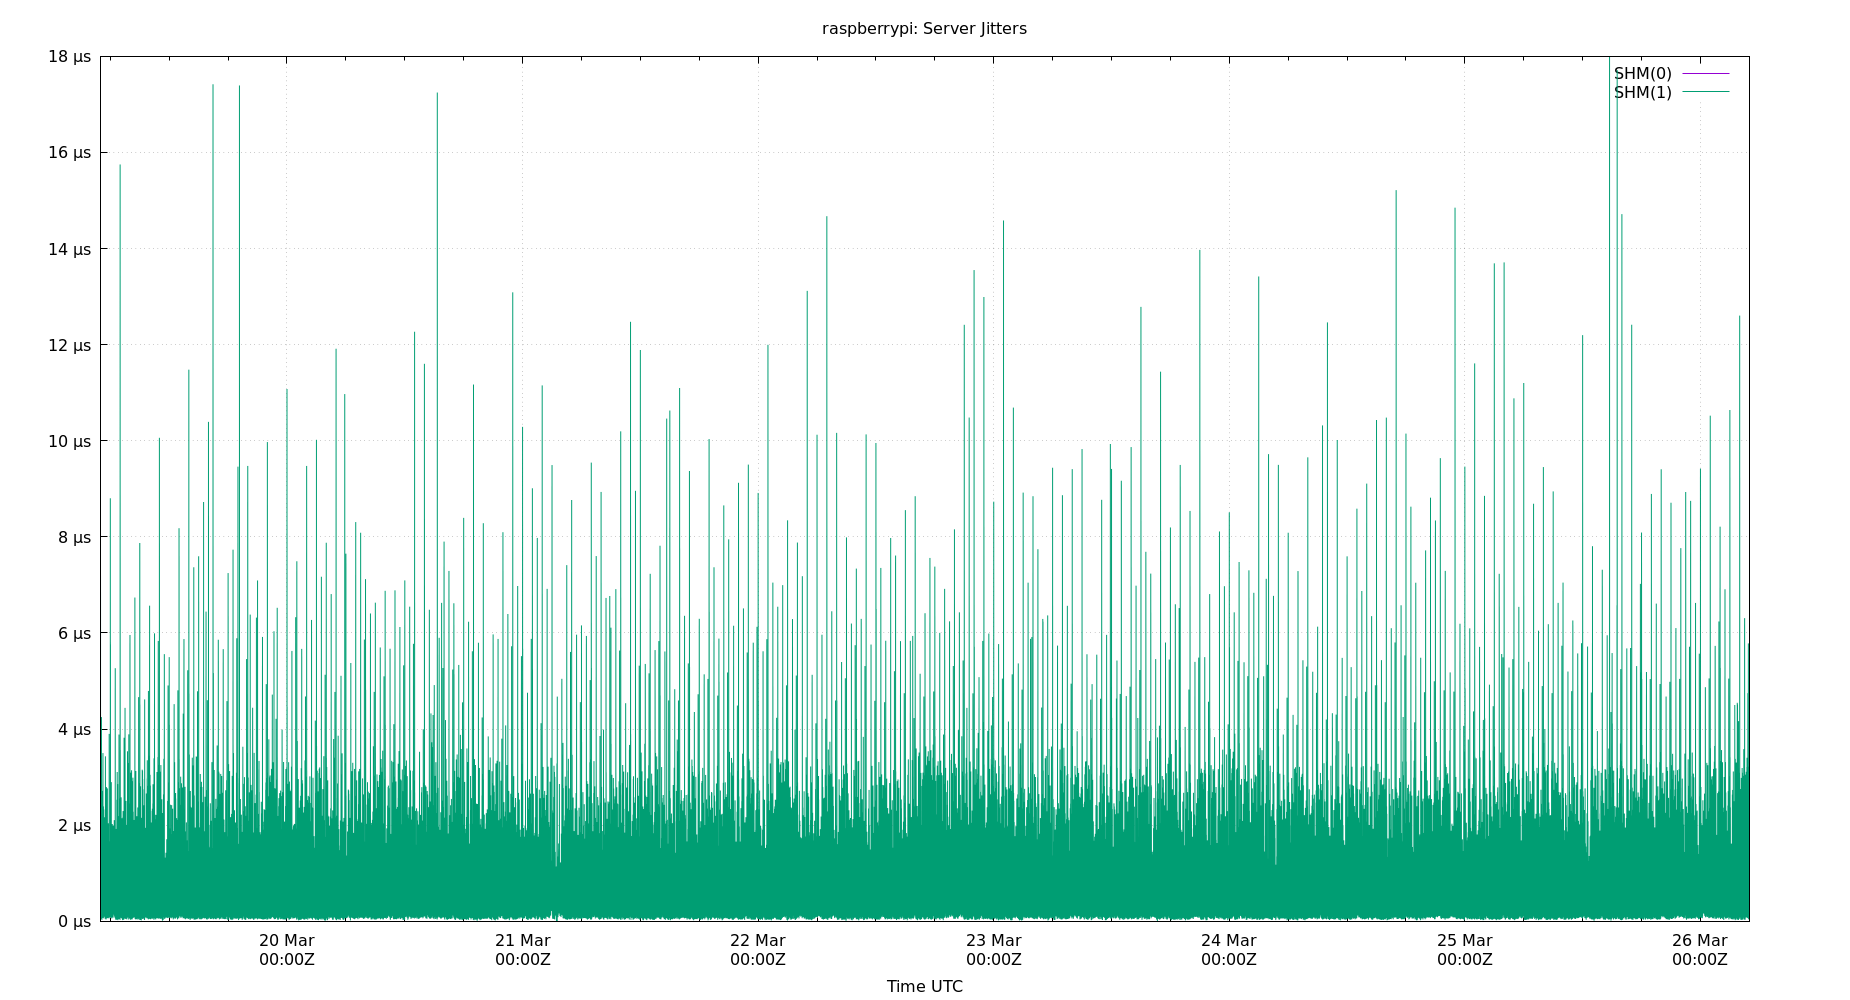 raspberrypi: Server Jitters
18 µs
16 µs
14 µs
12 µs
10 µs
8 µs
6 µs
4 µs
2 µs
0 µs
SHM(0)
SHM(1)
20 Mar 21 Mar 22 Mar 23 Mar 24 Mar 25 Mar 26 Mar
00:00Z 00:00Z 00:00Z 00:00Z 00:00Z 00:00Z 00:00Z
Time UTC